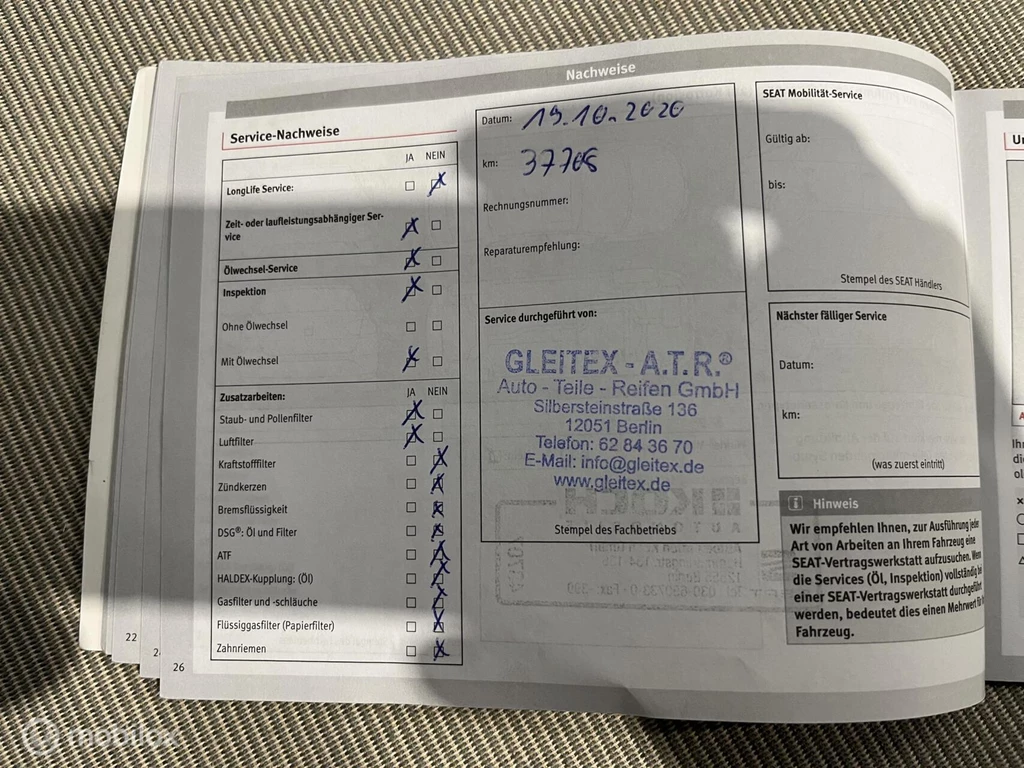 Nachweise
Service-Nachweise
JA NEIN
LongLife Service:
Zeit- oder laufleistungsabhängiger Ser-
vice
Ölwechsel-Service
Inspektion
Ohne Ölwechsel
Mit Ölwechsel
Zusatzarbeiten: JA NEIN
Staub- und Pollenfilter
Luftfilter
Kraftstofffilter
Zündkerzen
Bremsflüssigkeit
DSG®: Öl und Filter
ATF
HALDEX-Kupplung: (Öl)
Gasfilter und -schläuche
Flüssiggasfilter (Papierfilter)
Zahnriemen
22
26
Datum: 19.10.2020
km: 37708
Rechnungsnummer:
Reparaturempfehlung:
Service durchgeführt von:
GLEiTEX - A.T.R.®
Auto - Teile - Reifen GmbH
Silbersteinstraße 136
12051 Berlin
Telefon: 62 84 36 70
E-Mail: info@gleitex.de
www.gleitex.de
Stempel des Fachbetriebs
SEAT Mobilität-Service
Gültig ab:
bis:
Stempel des SEAT Händlers
Nächster fälliger Service
Datum:
km:
(was zuerst eintritt)
Hinweis
Wir empfehlen Ihnen, zur Ausführung jeder
Art von Arbeiten an Ihrem Fahrzeug eine
SEAT-Vertragswerkstatt aufzusuchen. Wenn
die Services (Öl, Inspektion) vollständig bei
einer SEAT-Vertragswerkstatt durchgeführt
werden, bedeutet dies einen Mehrwert für
Fahrzeug.
mobilox